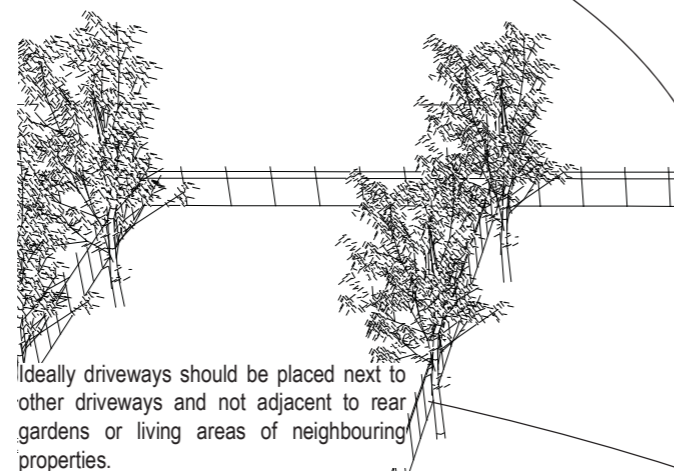 Ideally driveways should be placed next to
other driveways and not adjacent to rear
gardens or living areas of neighbouring
properties.